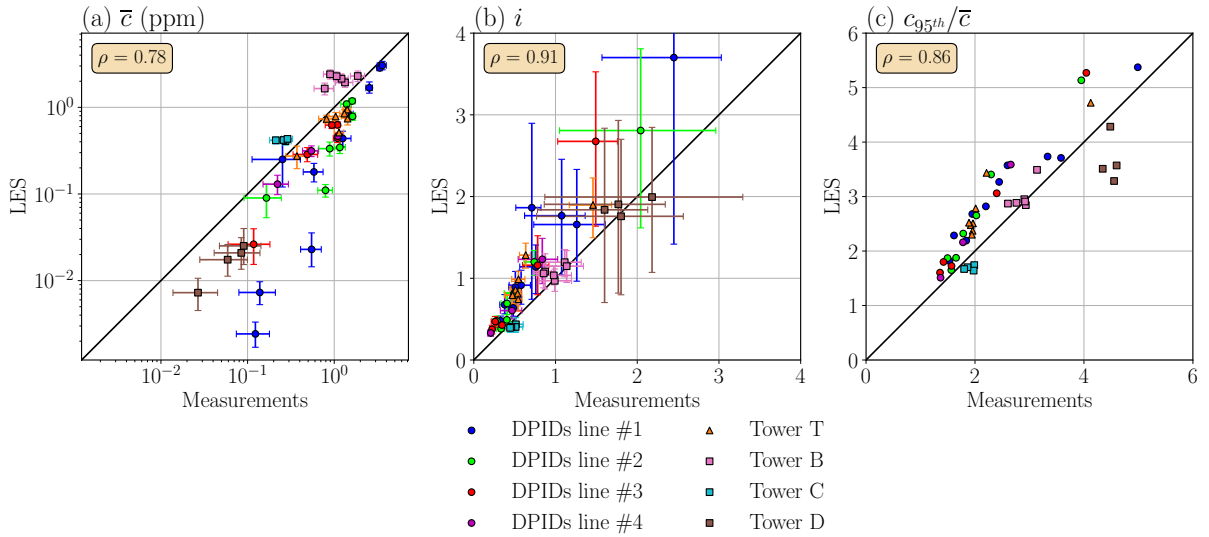 (a) c̅ (ppm)
(b) i
(c) c_{95^{th}}/c̅
ρ = 0.78
ρ = 0.91
ρ = 0.86
LES
10^0
10^{-1}
10^{-2}
10^{-2} 10^{-1} 10^0
Measurements
LES
4
3
2
1
0
0 1 2 3 4
Measurements
LES
6
5
4
3
2
1
0
0 2 4 6
Measurements
DPIDs line #1
DPIDs line #2
DPIDs line #3
DPIDs line #4
Tower T
Tower B
Tower C
Tower D